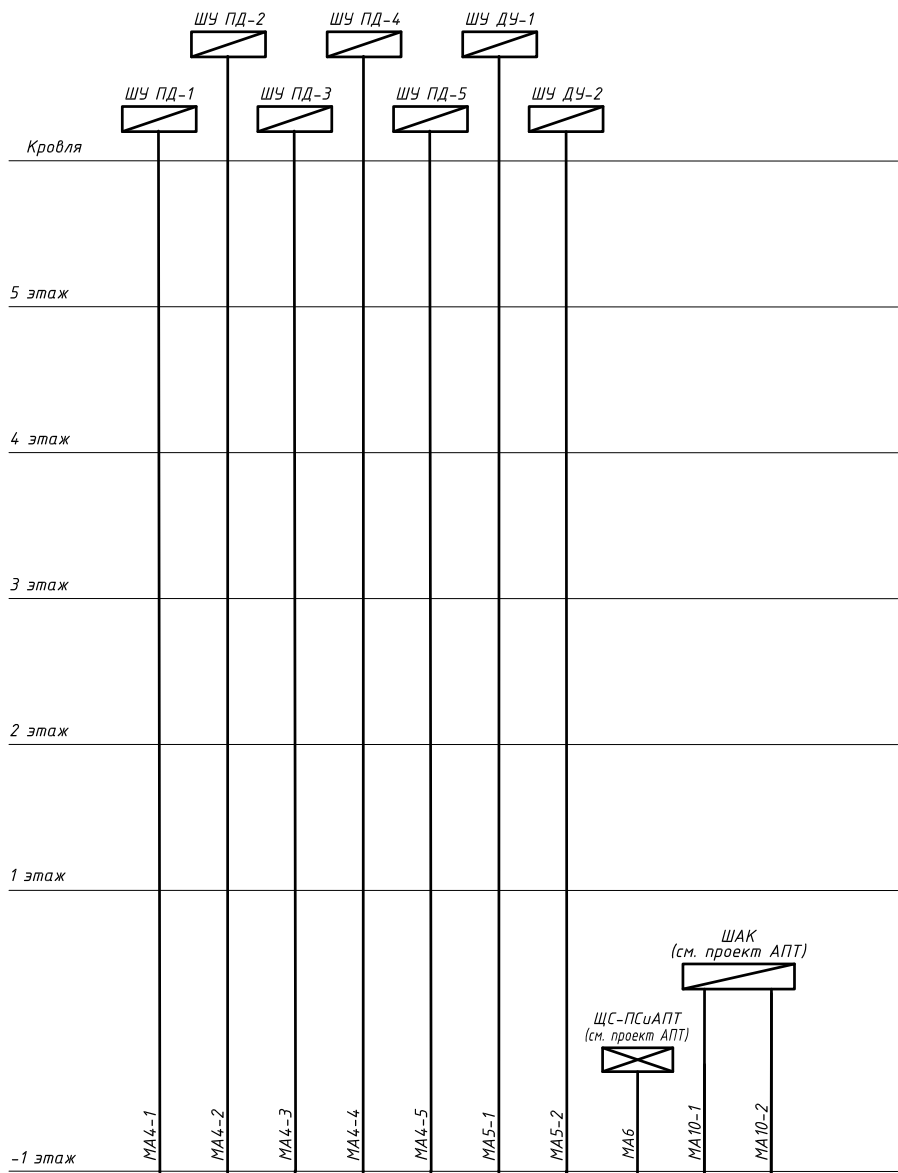 ШУ ПД-2
ШУ ПД-4
ШУ ДУ-1
ШУ ПД-1
ШУ ПД-3
ШУ ПД-5
ШУ ДУ-2
Кровля
5 этаж
4 этаж
3 этаж
2 этаж
1 этаж
ШАК
(см. проект АПТ)
ЩС-ПСиАПТ
(см. проект АПТ)
МА4-1
МА4-2
МА4-3
МА4-4
МА4-5
МА5-1
МА5-2
МА6
МА10-1
МА10-2
-1 этаж